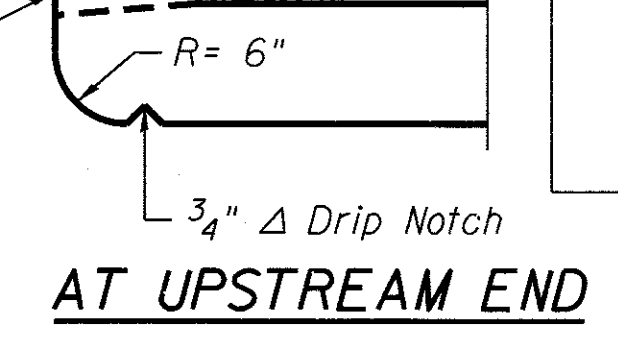 R= 6"
3/4" Δ Drip Notch
AT UPSTREAM END